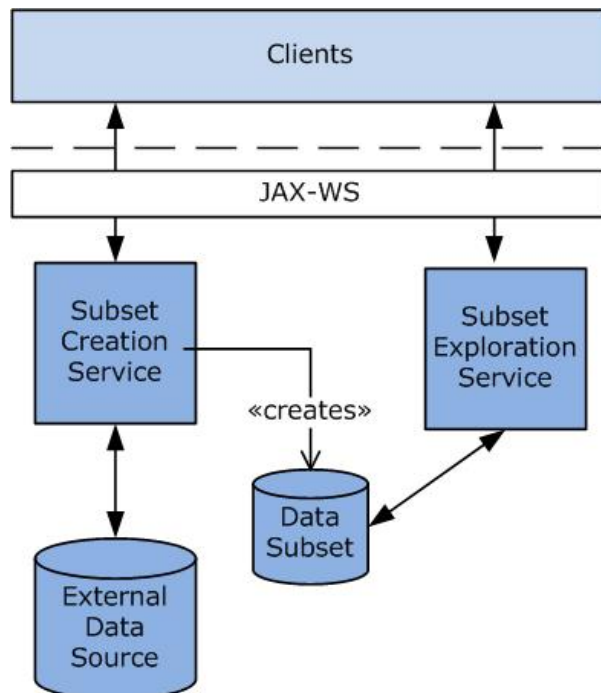 Clients
JAX-WS
Subset
Creation
Service
Subset
Exploration
Service
«creates»
Data
Subset
External
Data
Source